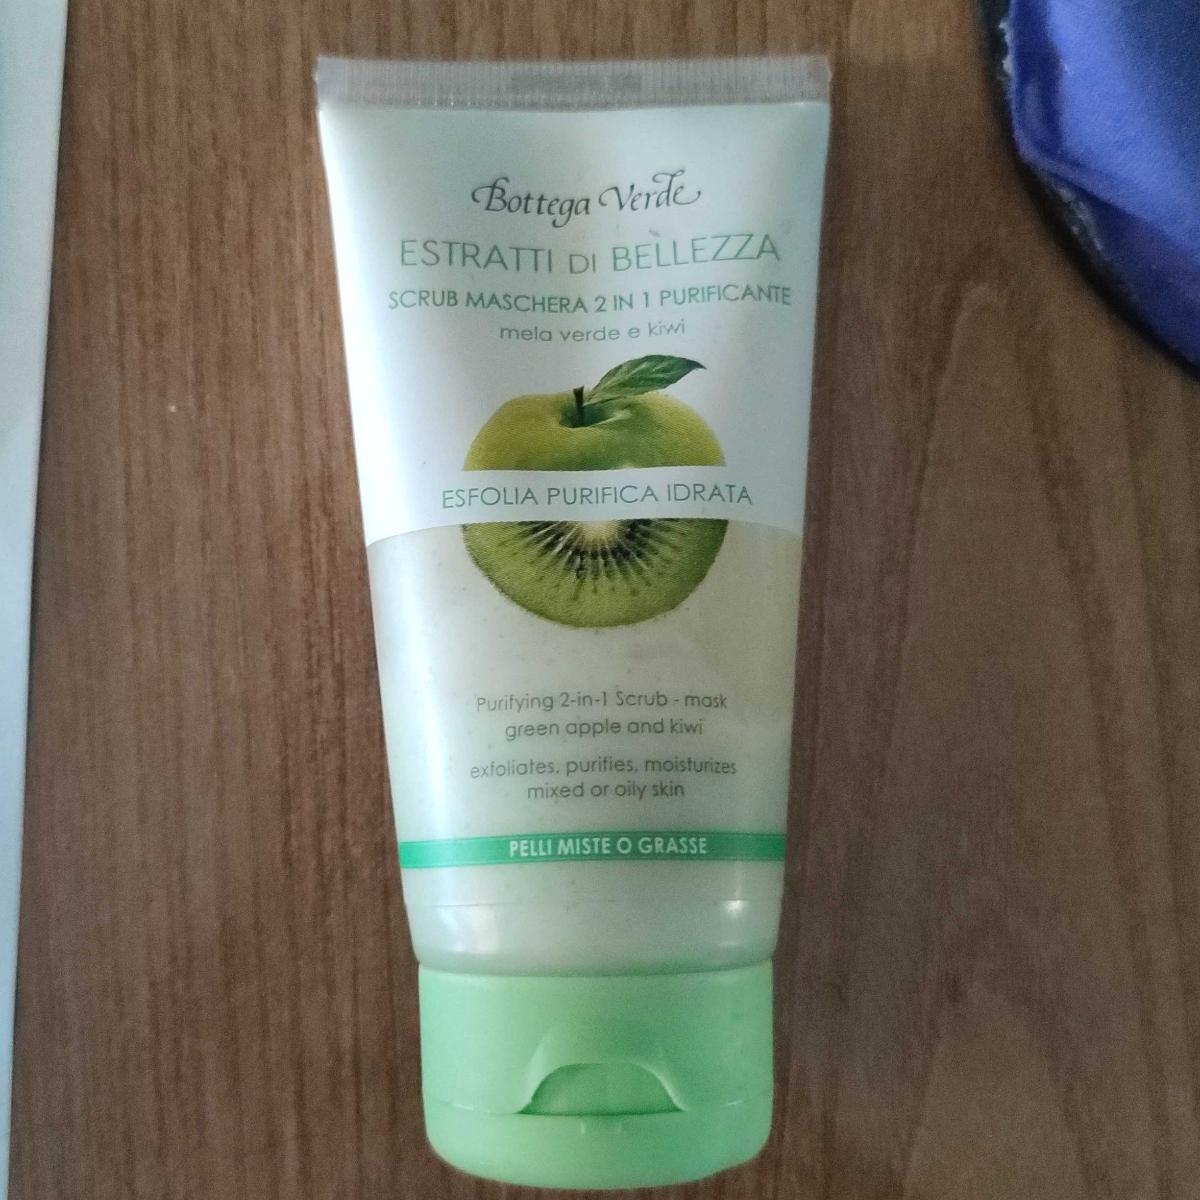 Bottega Verde
ESTRATTI DI BELLEZZA
SCRUB MASCHERA 2 IN 1 PURIFICANTE
mela verde e kiwi
ESFOLIA PURIFICA IDRATA
Purifying 2-in-1 Scrub - mask
green apple and kiwi
exfoliates, purifies, moisturizes
mixed or oily skin
PELLI MISTE O GRASSE